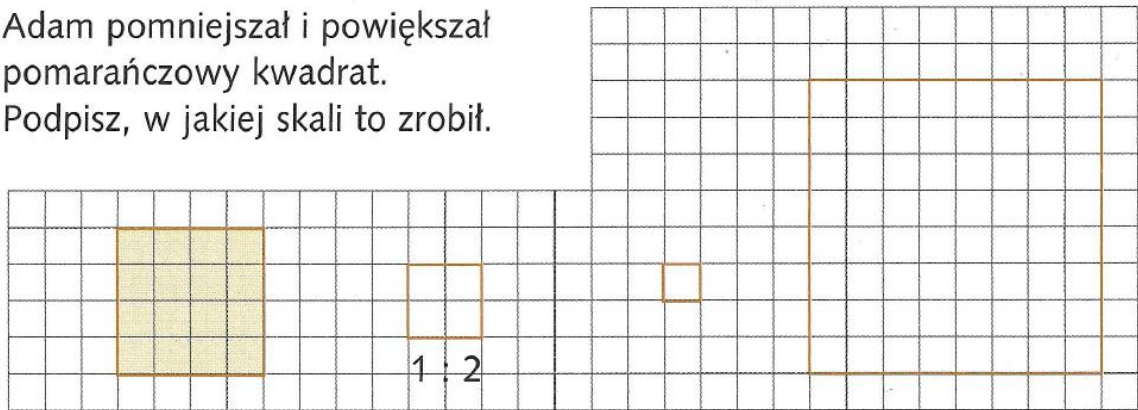 Adam pomniejszał i powiększał
pomarańczowy kwadrat.
Podpisz, w jakiej skali to zrobił.
1 : 2